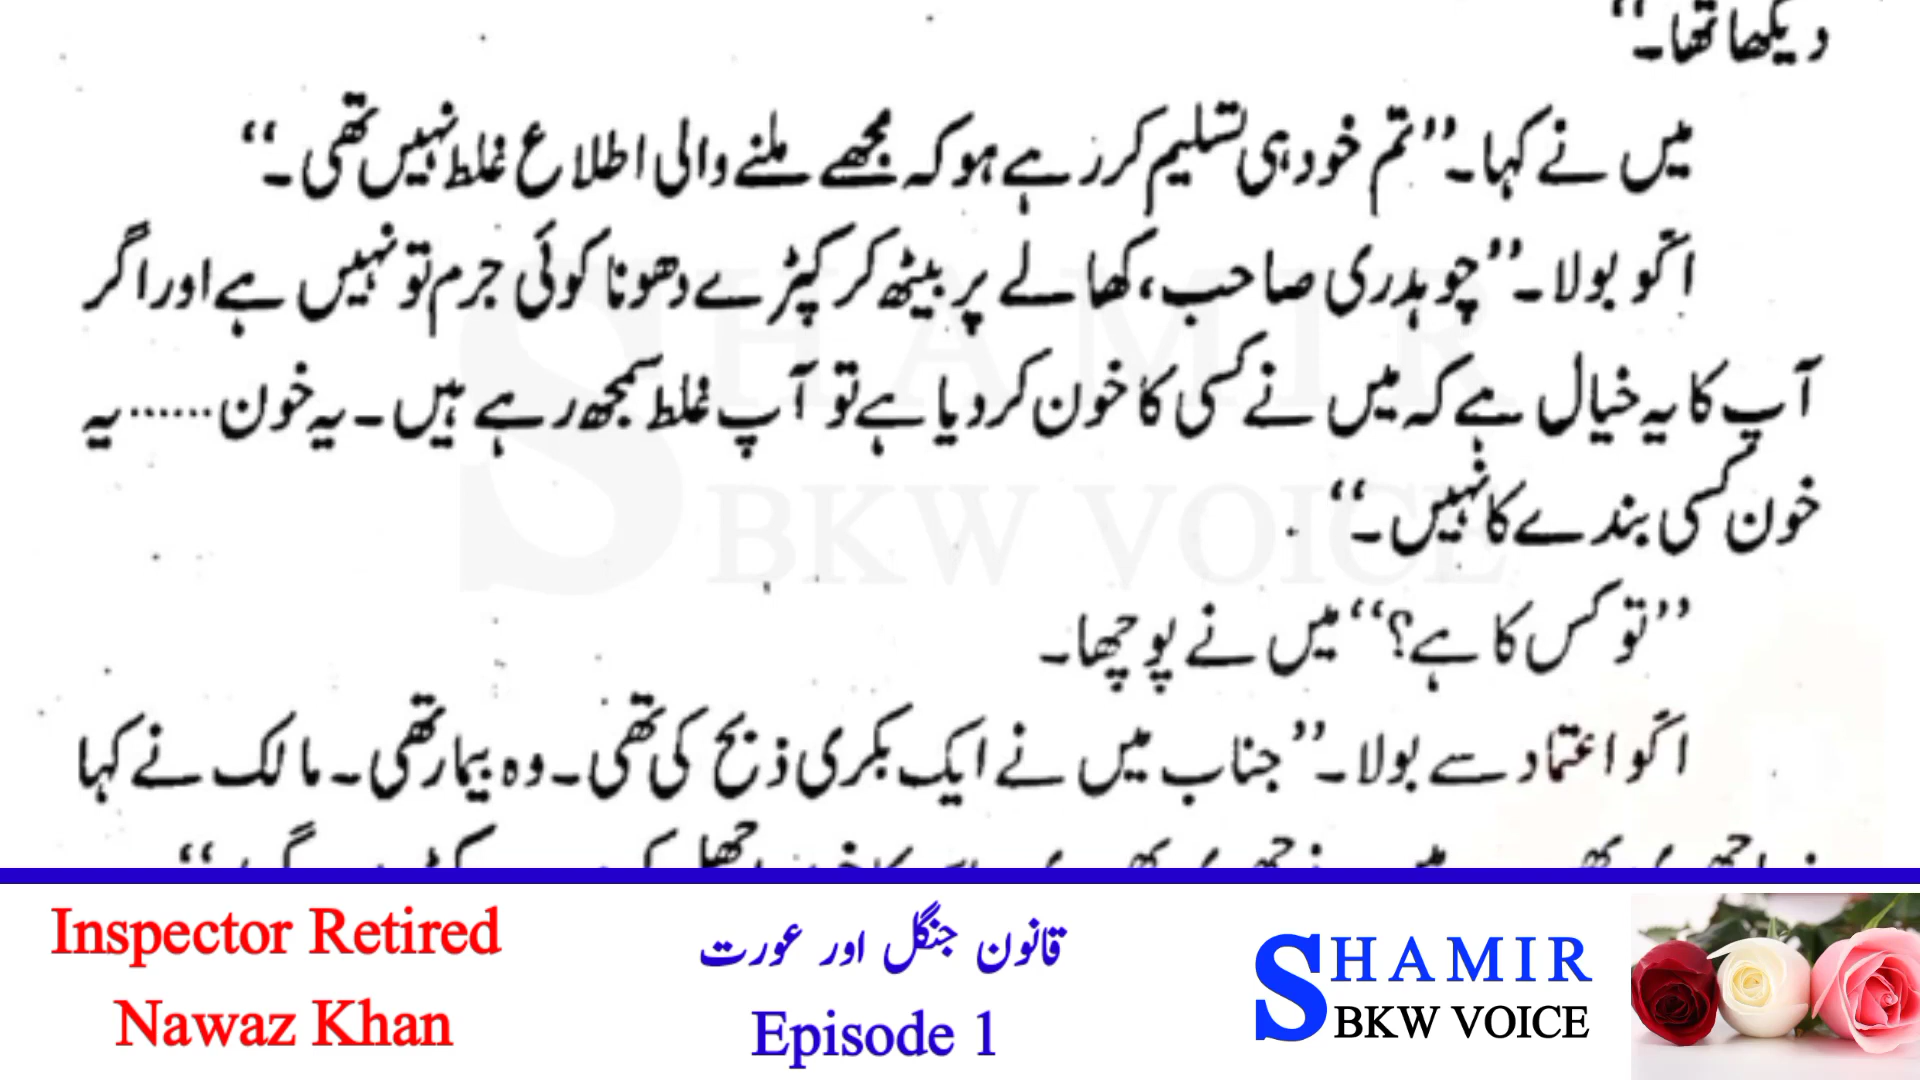 دیکھا تھا۔‘‘
میں نے کہا۔’’تم خود ہی تسلیم کر رہے ہو کہ مجھے ملنے والی اطلاع غلط نہیں تھی۔‘‘
اکّو بولا۔’’چوہدری صاحب، کھالے پر بیٹھ کر کپڑے دھونا کوئی جرم تو نہیں ہے اور اگر
آپ کا یہ خیال ہے کہ میں نے کسی کا خون کر دیا ہے تو آپ غلط سمجھ رہے ہیں۔ یہ خون...... یہ
خون کسی بندے کا نہیں۔‘‘
’’تو کس کا ہے؟‘‘ میں نے پوچھا۔
اکّو اعتماد سے بولا۔’’جناب میں نے ایک بکری ذبح کی تھی۔ وہ بیمار تھی۔ مالک نے کہا
Inspector Retired
Nawaz Khan
قانون جنگل اور عورت
Episode 1
SHAMIR
BKW VOICE
SHAMIR
BKW VOICE